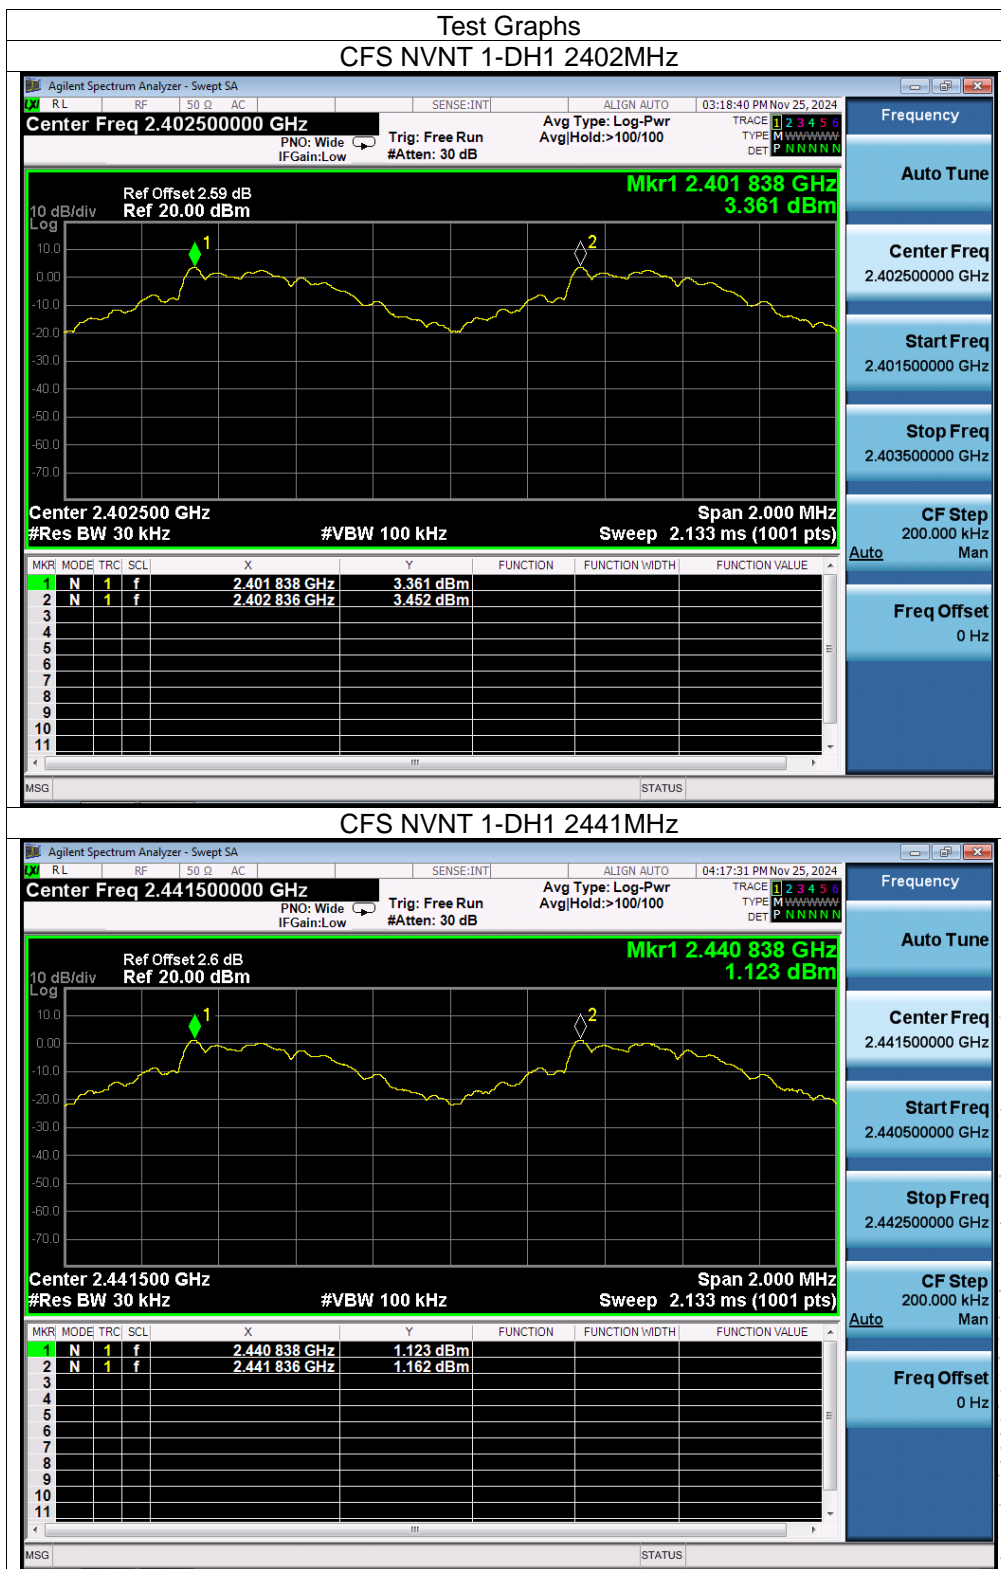 Test Graphs
CFS NVNT 1-DH1 2402MHz
Agilent Spectrum Analyzer - Swept SA
LXI RL RF 50 Ω AC SENSE:INT ALIGN AUTO 03:18:40 PM Nov 25, 2024
Center Freq 2.402500000 GHz
PNO: Wide
IFGain:Low
Trig: Free Run
#Atten: 30 dB
Avg Type: Log-Pwr
Avg|Hold:>100/100
TRACE 1 2 3 4 5 6
TYPE M W W W W W
DET P N N N N N
Ref Offset 2.59 dB
Ref 20.00 dBm
10 dB/div
Log
Mkr1 2.401 838 GHz
3.361 dBm
1
2
10.0
0.00
-10.0
-20.0
-30.0
-40.0
-50.0
-60.0
-70.0
Center 2.402500 GHz Span 2.000 MHz
#Res BW 30 kHz #VBW 100 kHz Sweep 2.133 ms (1001 pts)
MKR MODE TRC SCL X Y FUNCTION FUNCTION WIDTH FUNCTION VALUE
1 N 1 f 2.401 838 GHz 3.361 dBm
2 N 1 f 2.402 836 GHz 3.452 dBm
3
4
5
6
7
8
9
10
11
MSG STATUS
Frequency
Auto Tune
Center Freq
2.402500000 GHz
Start Freq
2.401500000 GHz
Stop Freq
2.403500000 GHz
CF Step
200.000 kHz
Auto Man
Freq Offset
0 Hz
CFS NVNT 1-DH1 2441MHz
Agilent Spectrum Analyzer - Swept SA
LXI RL RF 50 Ω AC SENSE:INT ALIGN AUTO 04:17:31 PM Nov 25, 2024
Center Freq 2.441500000 GHz
PNO: Wide
IFGain:Low
Trig: Free Run
#Atten: 30 dB
Avg Type: Log-Pwr
Avg|Hold:>100/100
TRACE 1 2 3 4 5 6
TYPE M W W W W W
DET P N N N N N
Ref Offset 2.6 dB
Ref 20.00 dBm
10 dB/div
Log
Mkr1 2.440 838 GHz
1.123 dBm
1
2
10.0
0.00
-10.0
-20.0
-30.0
-40.0
-50.0
-60.0
-70.0
Center 2.441500 GHz Span 2.000 MHz
#Res BW 30 kHz #VBW 100 kHz Sweep 2.133 ms (1001 pts)
MKR MODE TRC SCL X Y FUNCTION FUNCTION WIDTH FUNCTION VALUE
1 N 1 f 2.440 838 GHz 1.123 dBm
2 N 1 f 2.441 836 GHz 1.162 dBm
3
4
5
6
7
8
9
10
11
MSG STATUS
Frequency
Auto Tune
Center Freq
2.441500000 GHz
Start Freq
2.440500000 GHz
Stop Freq
2.442500000 GHz
CF Step
200.000 kHz
Auto Man
Freq Offset
0 Hz